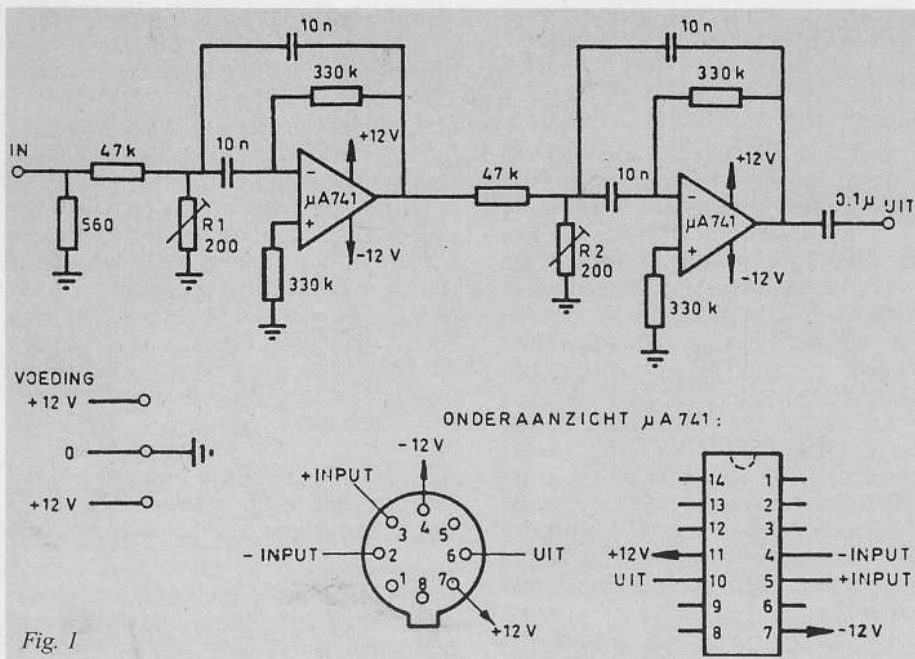 10 n
330 k
47 k
10 n
+12 V
IN
-
µA741
+
560
R1
200
-12 V
330 k
10 n
330 k
47 k
10 n
+12 V
-
µA741
+
0.1µ
UIT
R2
200
-12 V
330 k
VOEDING
+12 V
0
+12 V
ONDERAANZICHT µA741:
-12 V
+INPUT
-INPUT
UIT
+12 V
1
2
3
4
5
6
7
8
14
13
12
+12V 11
UIT 10
9
8
1
2
3
4 -INPUT
5 +INPUT
6
7 -12V
Fig. 1